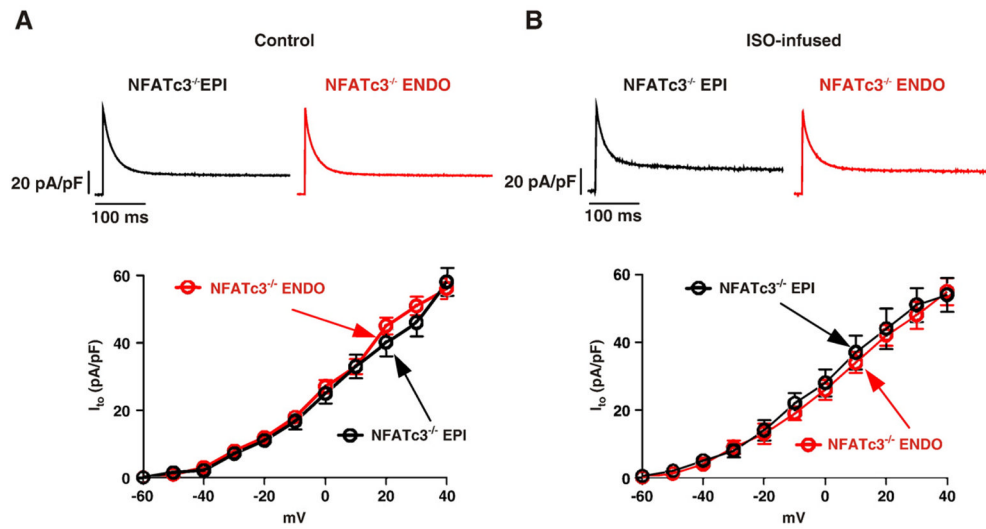 A
Control
NFATc3⁻/⁻EPI
NFATc3⁻/⁻ ENDO
20 pA/pF
100 ms
60
40
20
0
Ito (pA/pF)
NFATc3⁻/⁻ ENDO
NFATc3⁻/⁻ EPI
-60
-40
-20
0
20
40
mV
B
ISO-infused
NFATc3⁻/⁻ EPI
NFATc3⁻/⁻ ENDO
20 pA/pF
100 ms
60
40
20
0
Ito (pA/pF)
NFATc3⁻/⁻ EPI
NFATc3⁻/⁻ ENDO
-60
-40
-20
0
20
40
mV